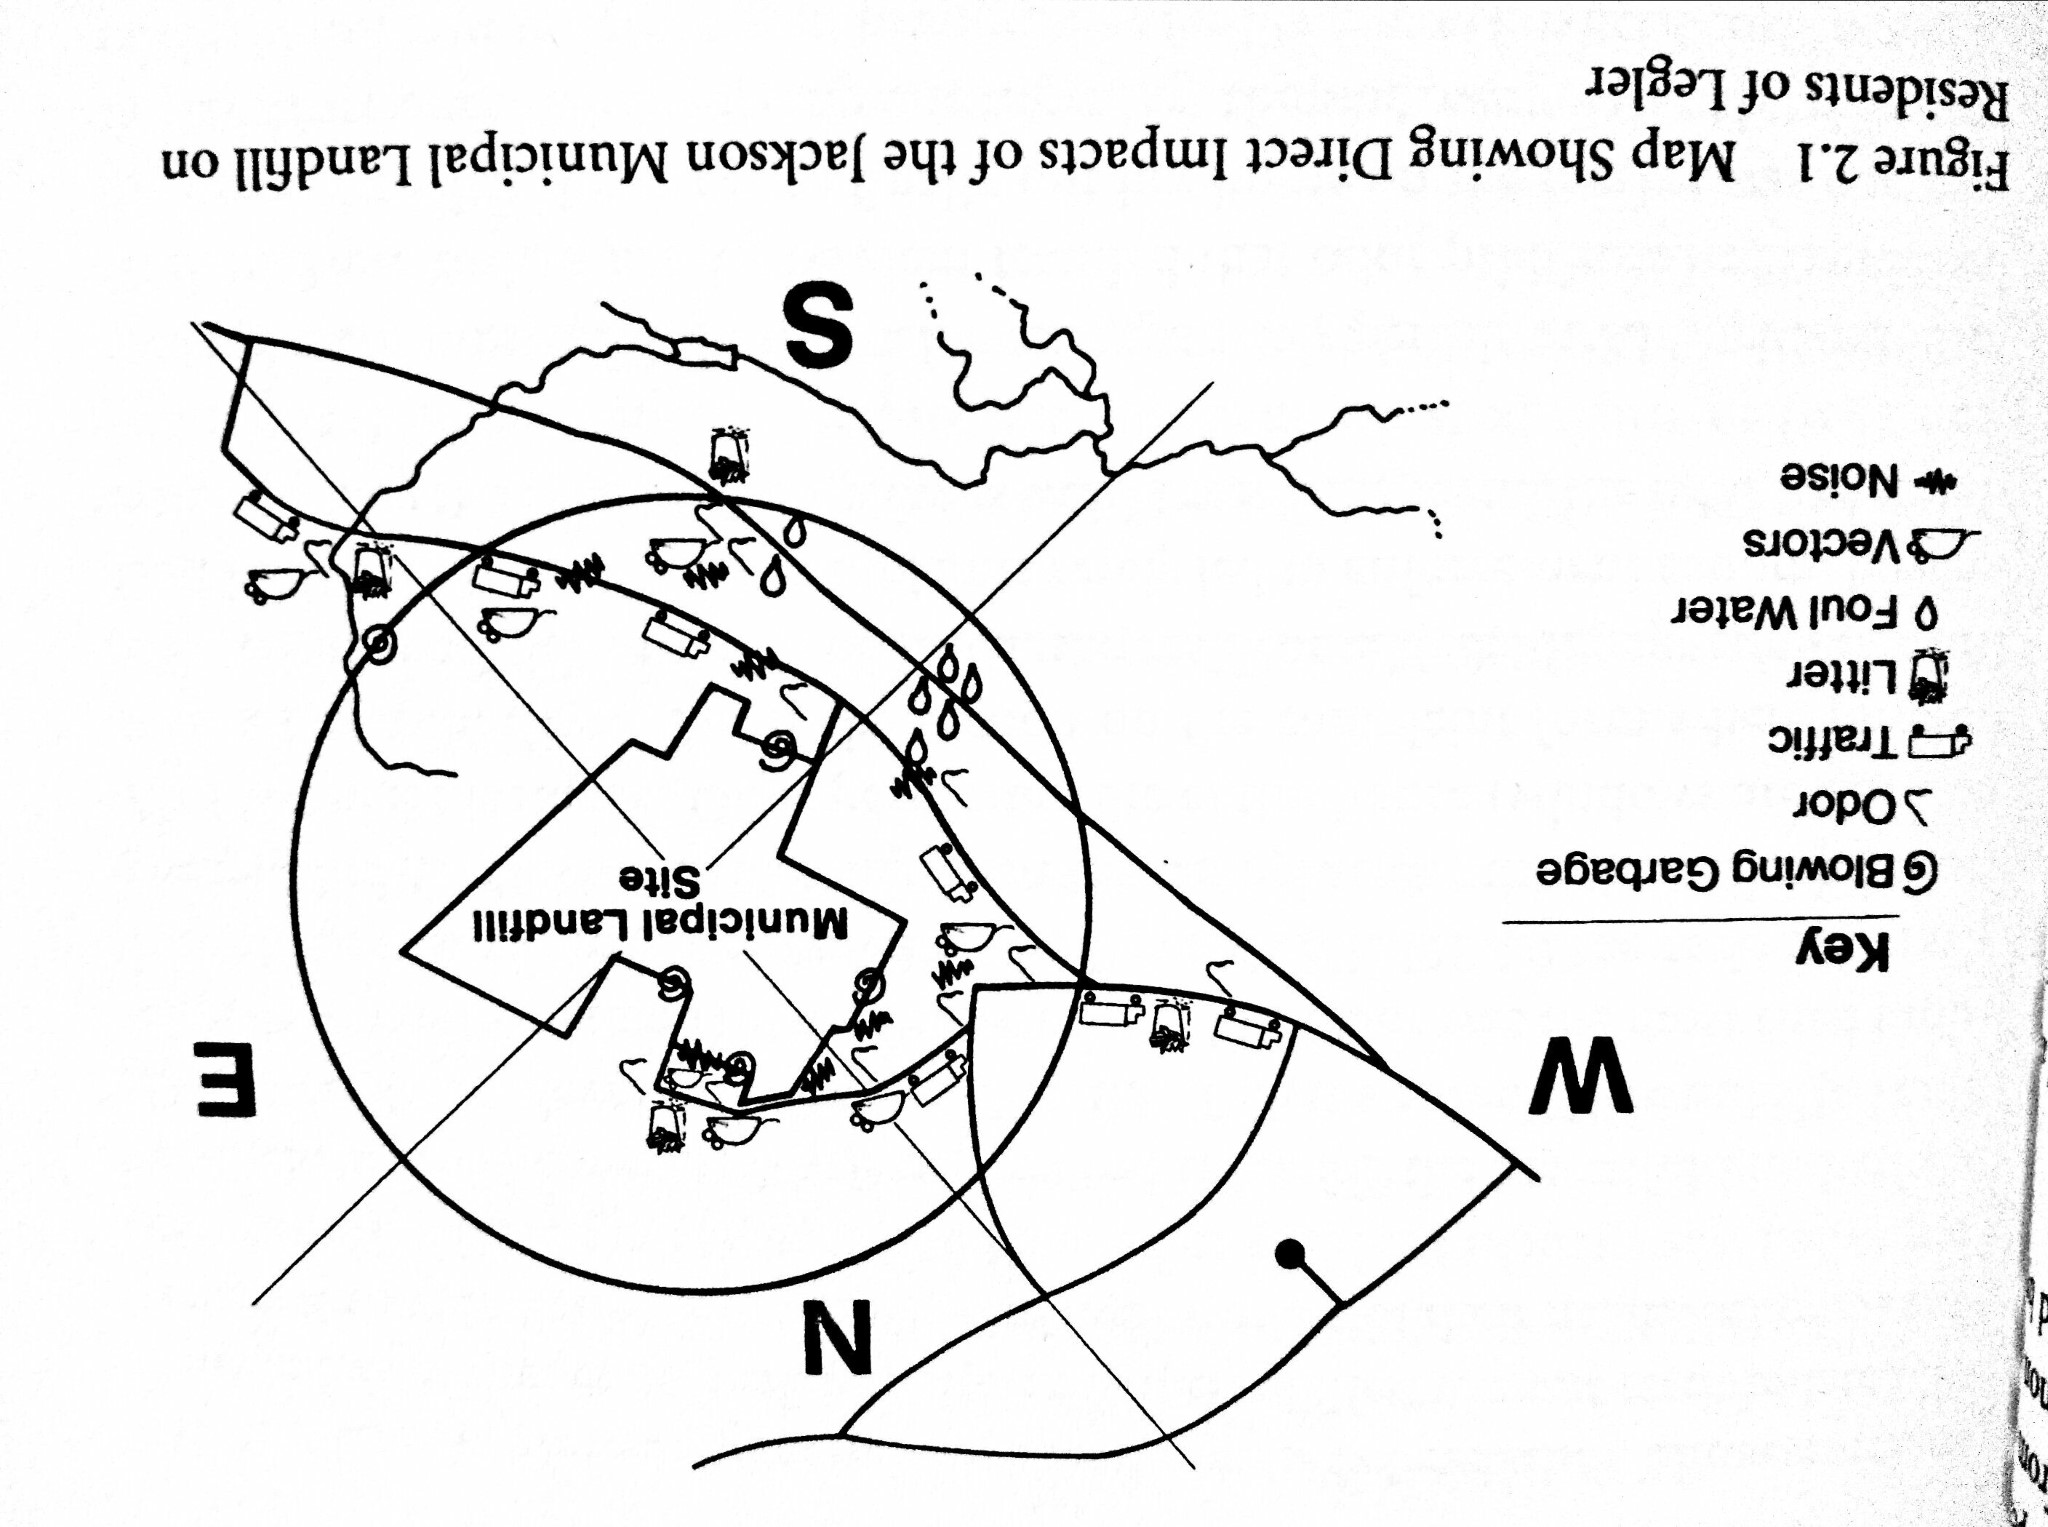 N
W
E
Municipal Landfill
Site
S
Key
Blowing Garbage
Odor
Traffic
Litter
Foul Water
Vectors
Noise
Figure 2.1 Map Showing Direct Impacts of the Jackson Municipal Landfill on
Residents of Legler